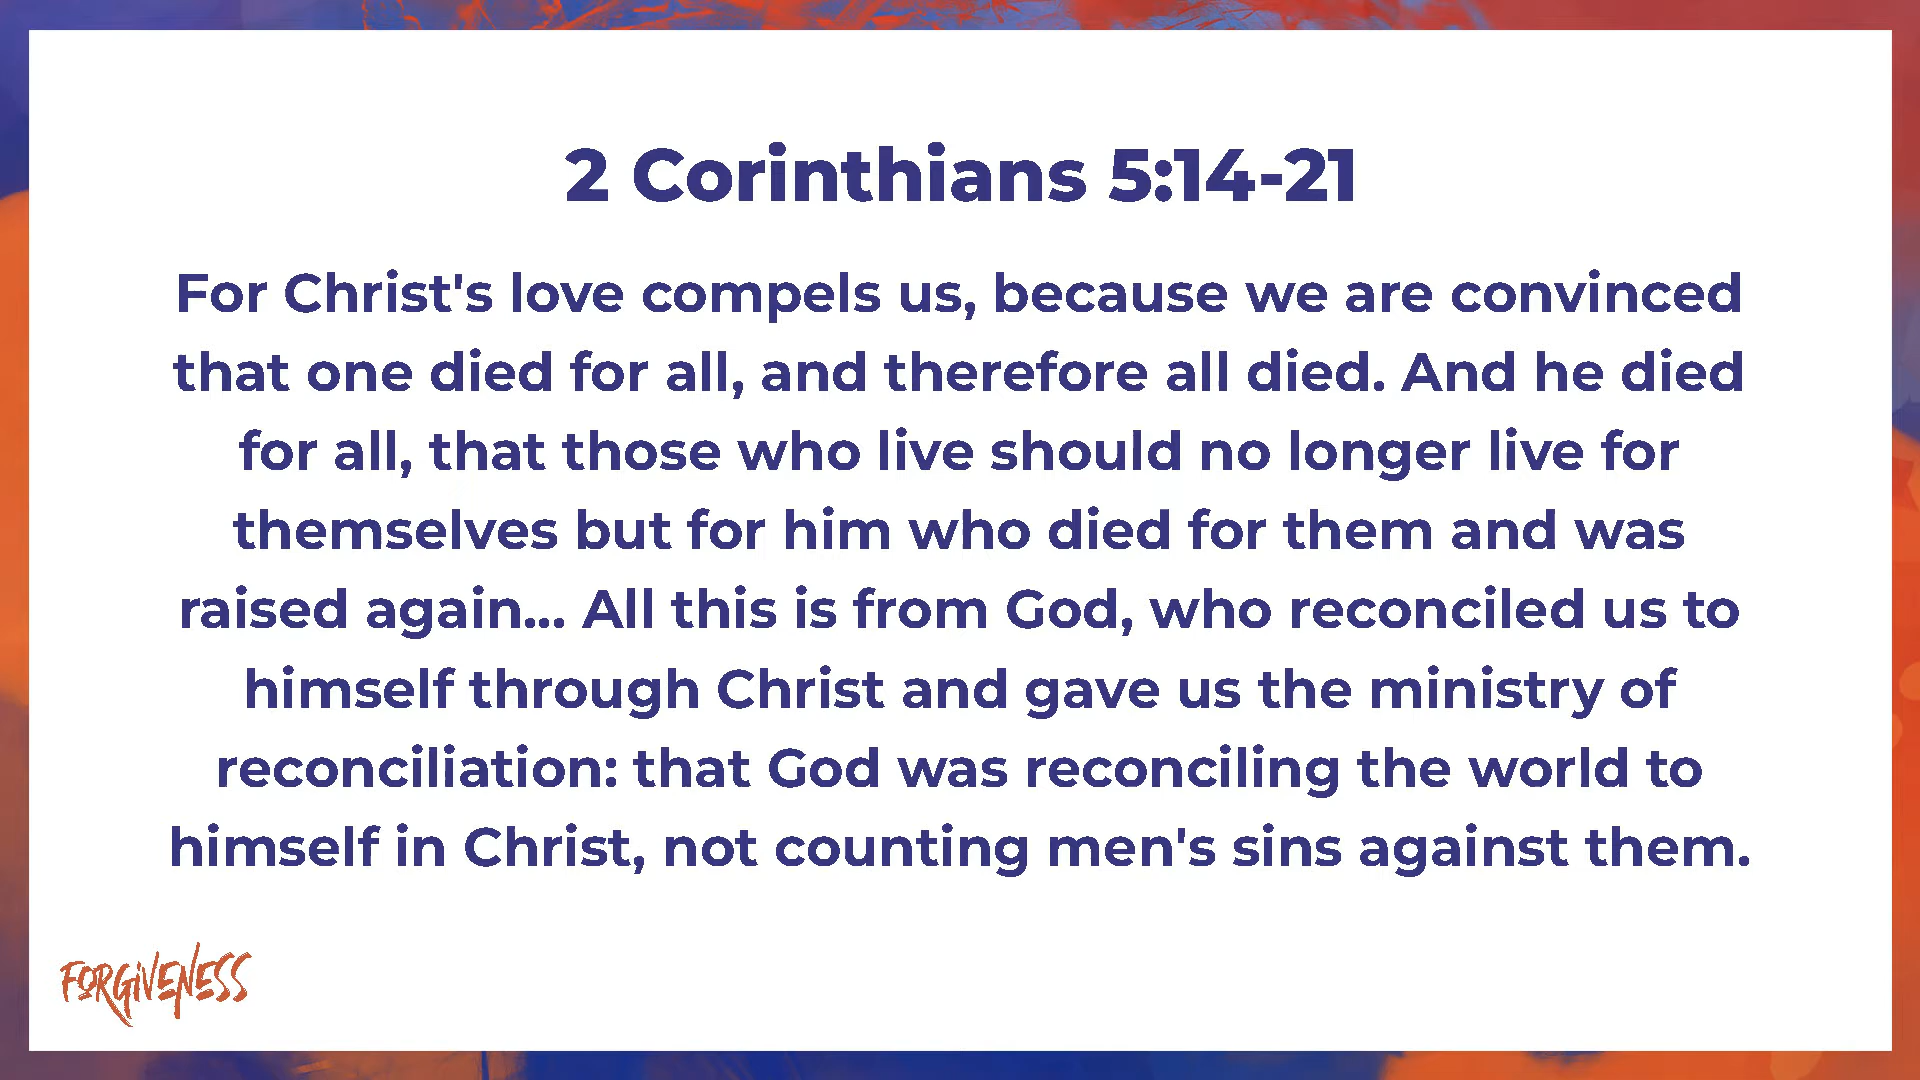 2 Corinthians 5:14-21
For Christ's love compels us, because we are convinced
that one died for all, and therefore all died. And he died
for all, that those who live should no longer live for
themselves but for him who died for them and was
raised again... All this is from God, who reconciled us to
himself through Christ and gave us the ministry of
reconciliation: that God was reconciling the world to
himself in Christ, not counting men's sins against them.
FORGIVENESS